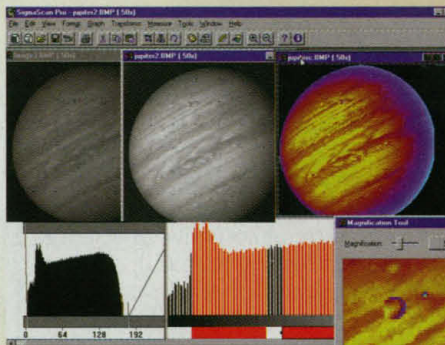 SigmaScan Pro - jupiter2.BMP (.50x)
File Edit View Format Graph Transform Measure Tools Window Help
jupiter2.BMP (.50x)
jupiter.BMP (.50x)
Magnification Tool
Magnification
0 64 128 192